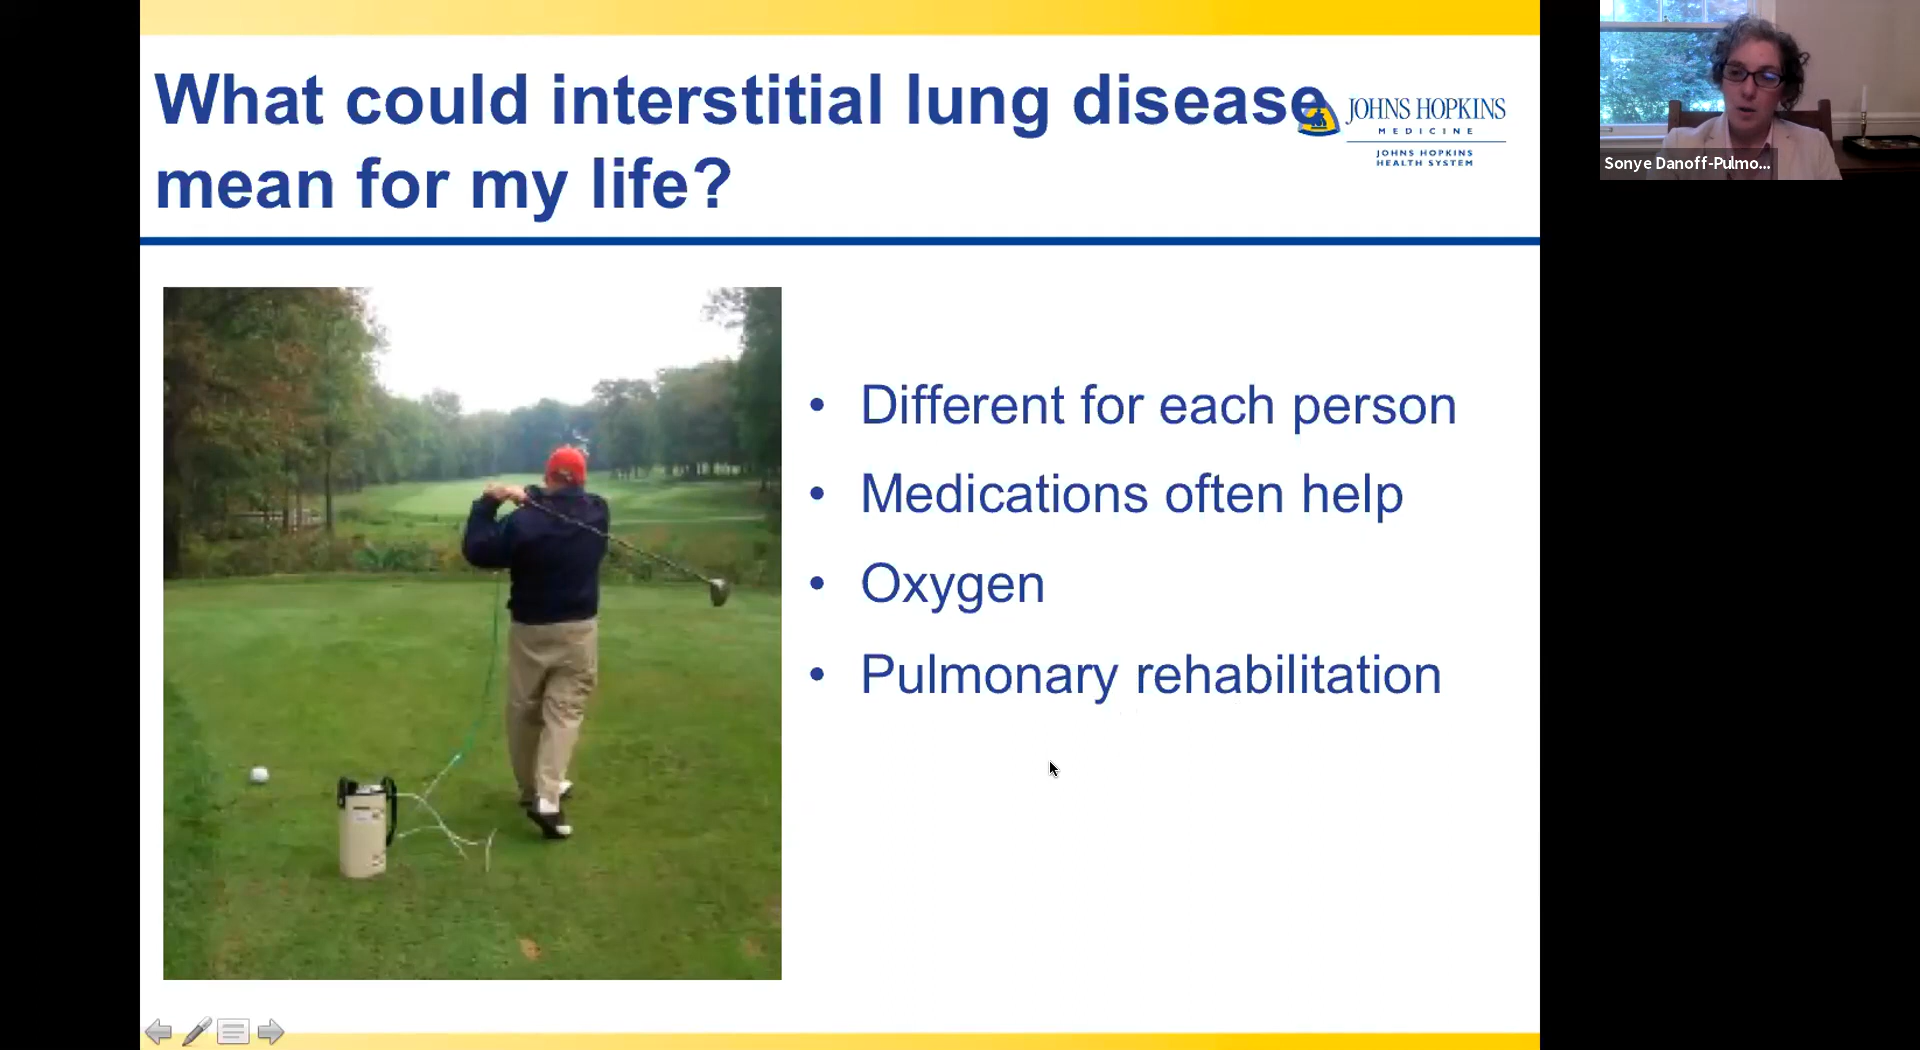 What could interstitial lung disease
mean for my life?
JOHNS HOPKINS
MEDICINE
JOHNS HOPKINS
HEALTH SYSTEM
• Different for each person
• Medications often help
• Oxygen
• Pulmonary rehabilitation
Sonye Danoff-Pulmo...